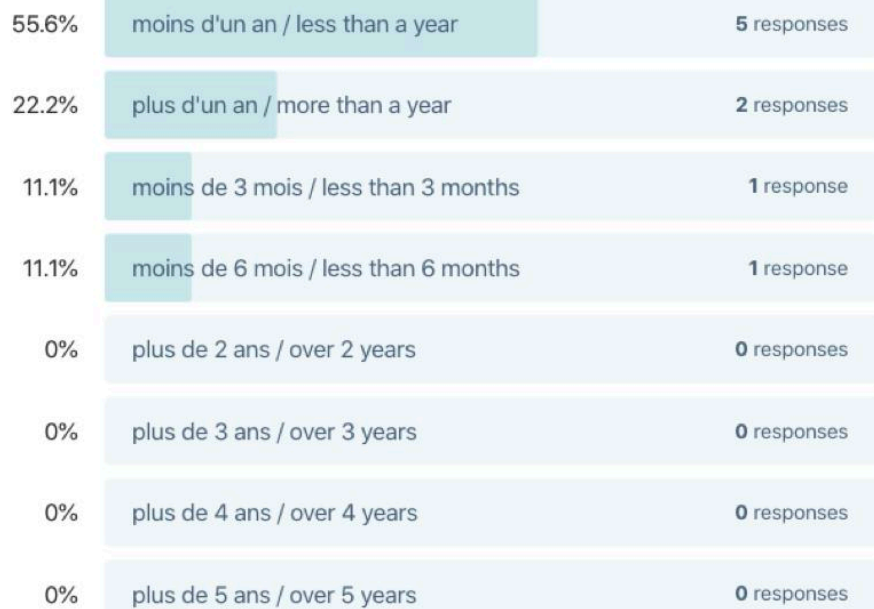 55.6% moins d'un an / less than a year 5 responses
22.2% plus d'un an / more than a year 2 responses
11.1% moins de 3 mois / less than 3 months 1 response
11.1% moins de 6 mois / less than 6 months 1 response
0% plus de 2 ans / over 2 years 0 responses
0% plus de 3 ans / over 3 years 0 responses
0% plus de 4 ans / over 4 years 0 responses
0% plus de 5 ans / over 5 years 0 responses